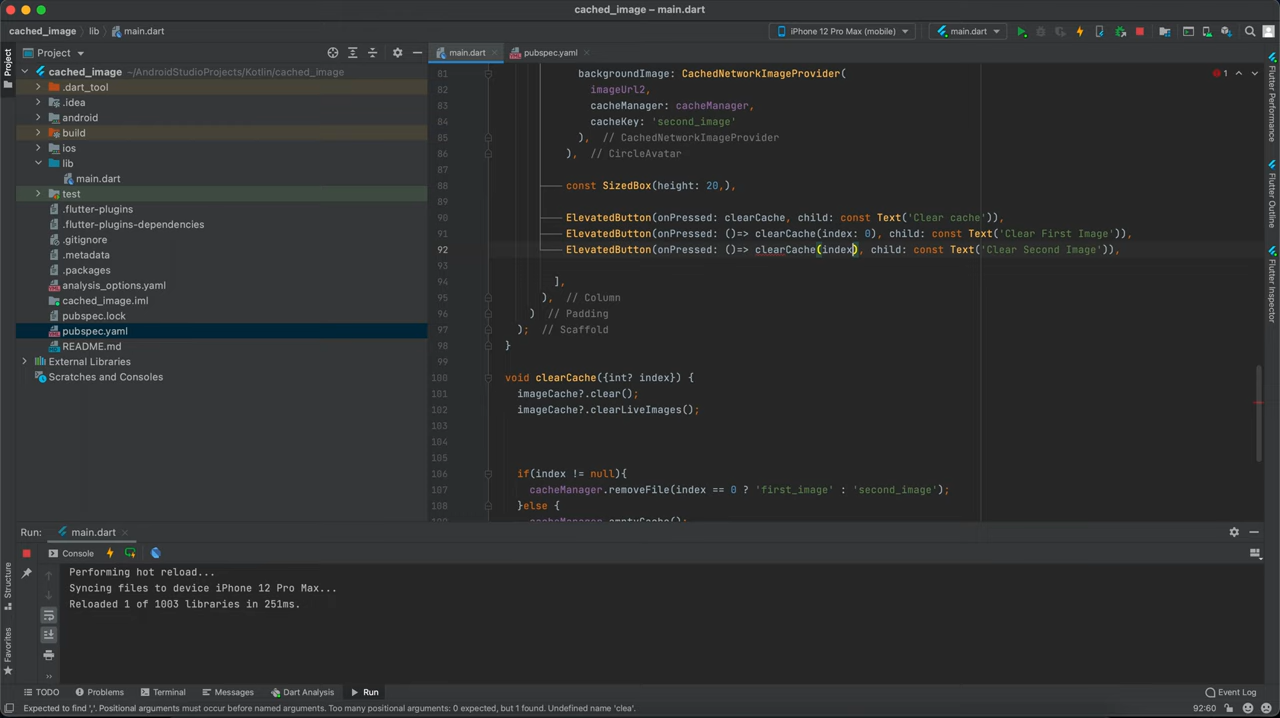 cached_image – main.dart
cached_image
lib
main.dart
iPhone 12 Pro Max (mobile)
main.dart
Project
main.dart
pubspec.yaml
cached_image ~/AndroidStudioProjects/Kotlin/cached_image
.dart_tool
.idea
android
build
ios
lib
main.dart
test
.flutter-plugins
.flutter-plugins-dependencies
.gitignore
.metadata
.packages
analysis_options.yaml
cached_image.iml
pubspec.lock
pubspec.yaml
README.md
External Libraries
Scratches and Consoles
Project
Structure
Favorites
1
81 backgroundImage: CachedNetworkImageProvider(
82 imageUrl2,
83 cacheManager: cacheManager,
84 cacheKey: 'second_image'
85 ), // CachedNetworkImageProvider
86 ), // CircleAvatar
87
88 const SizedBox(height: 20,),
89
90 ElevatedButton(onPressed: clearCache, child: const Text('Clear cache')),
91 ElevatedButton(onPressed: ()=> clearCache(index: 0), child: const Text('Clear First Image')),
92 ElevatedButton(onPressed: ()=> clearCache(index), child: const Text('Clear Second Image')),
93
94 ],
95 ), // Column
96 ) // Padding
97 ); // Scaffold
98 }
99
100 void clearCache({int? index}) {
101 imageCache?.clear();
102 imageCache?.clearLiveImages();
103
104
105
106 if(index != null){
107 cacheManager.removeFile(index == 0 ? 'first_image' : 'second_image');
108 }else {
cacheManager.emptyCache();
Flutter Performance
Flutter Outline
Flutter Inspector
Run: main.dart
Console
Performing hot reload...
Syncing files to device iPhone 12 Pro Max...
Reloaded 1 of 1003 libraries in 251ms.
TODO
Problems
Terminal
Messages
Dart Analysis
Run
Event Log
Expected to find ','. Positional arguments must occur before named arguments. Too many positional arguments: 0 expected, but 1 found. Undefined name 'clea'.
92:60